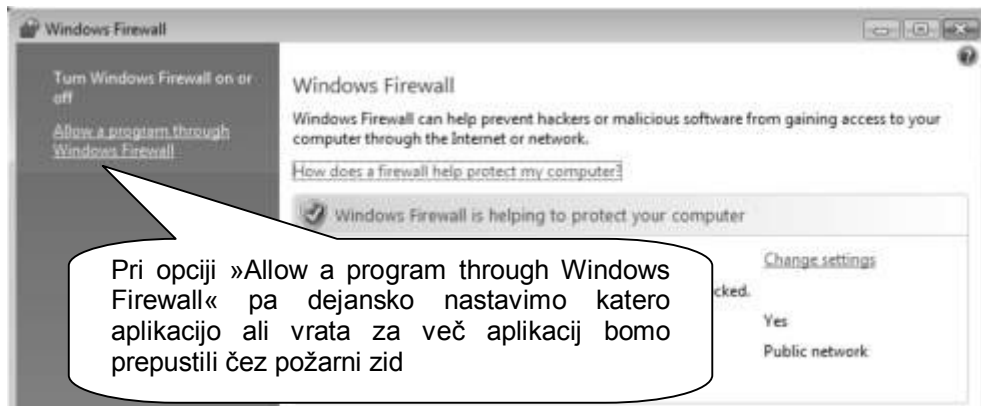 Windows Firewall
Turn Windows Firewall on or
off
Allow a program through
Windows Firewall
Windows Firewall
Windows Firewall can help prevent hackers or malicious software from gaining access to your
computer through the Internet or network.
How does a firewall help protect my computer?
Windows Firewall is helping to protect your computer
Change settings
cked.
Yes
Public network
Pri opciji »Allow a program through Windows
Firewall« pa dejansko nastavimo katero
aplikacijo ali vrata za več aplikacij bomo
prepustili čez požarni zid